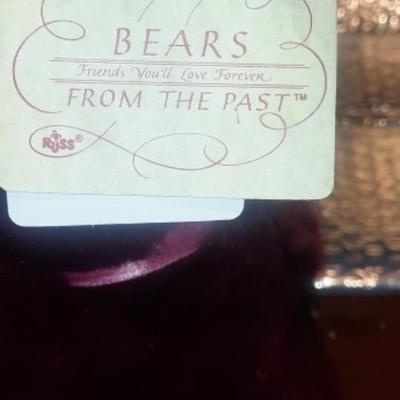 BEARS
Friends You'll Love Forever
FROM THE PAST™
RUSS®